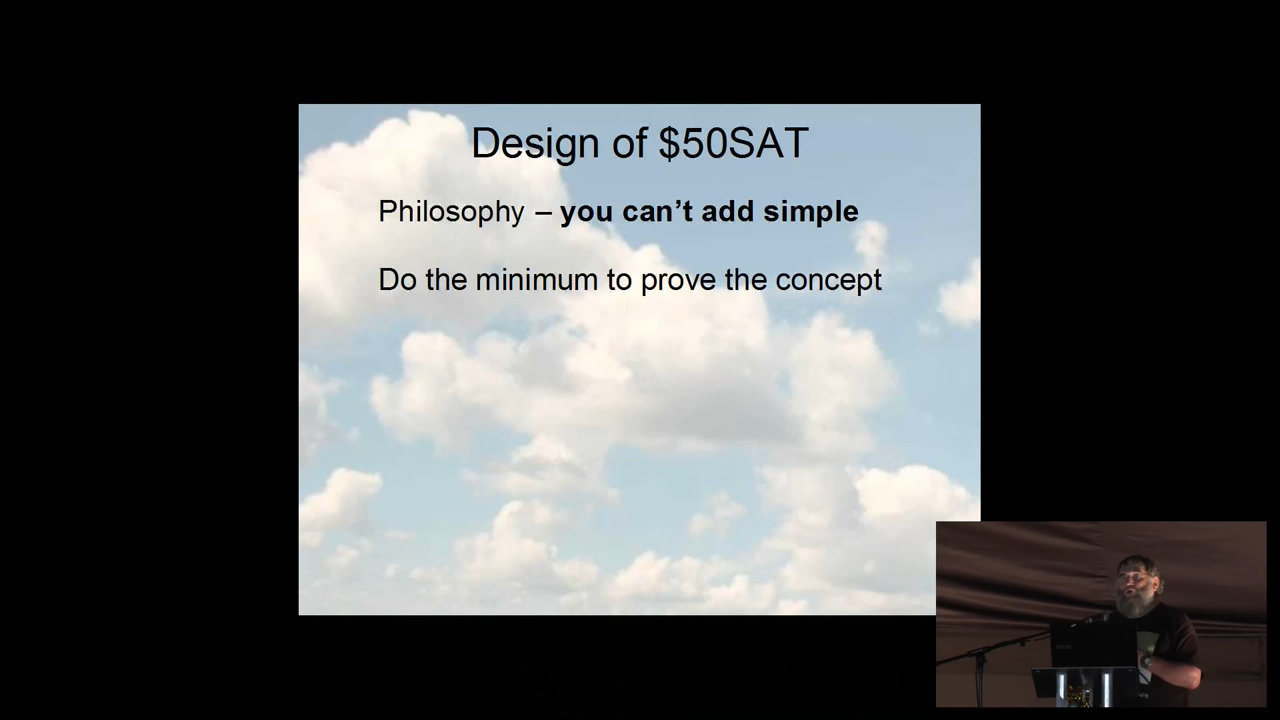 Design of $50SAT
Philosophy – you can't add simple
Do the minimum to prove the concept